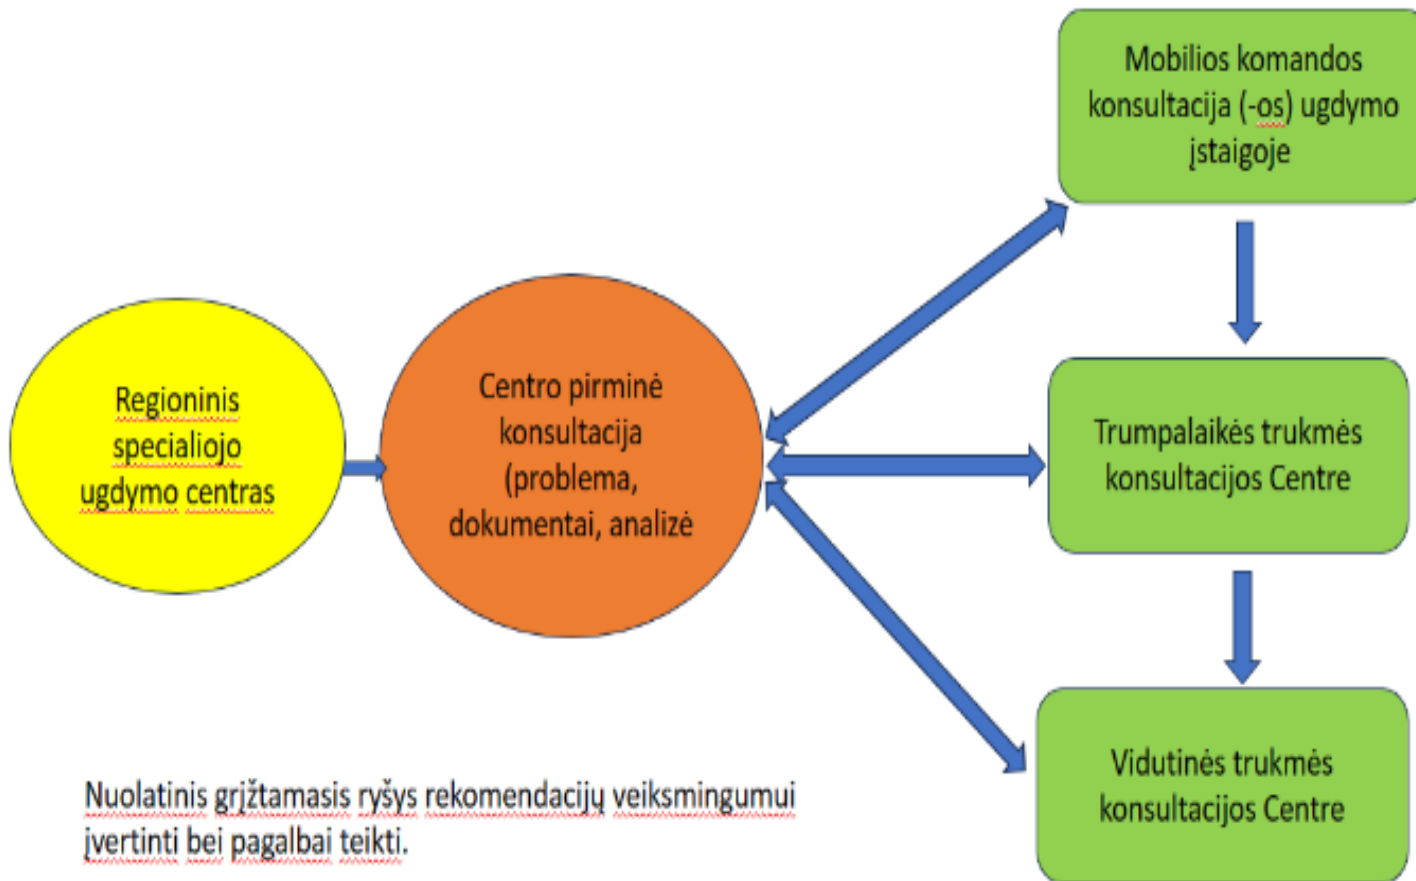 Mobilios komandos
konsultacija (-os) ugdymo
įstaigoje
Regioninis
specialiojo
ugdymo centras
Centro pirminė
konsultacija
(problema,
dokumentai, analizė
Trumpalaikės trukmės
konsultacijos Centre
Vidutinės trukmės
konsultacijos Centre
Nuolatinis grįžtamasis ryšys rekomendacijų veiksmingumui
įvertinti bei pagalbai teikti.